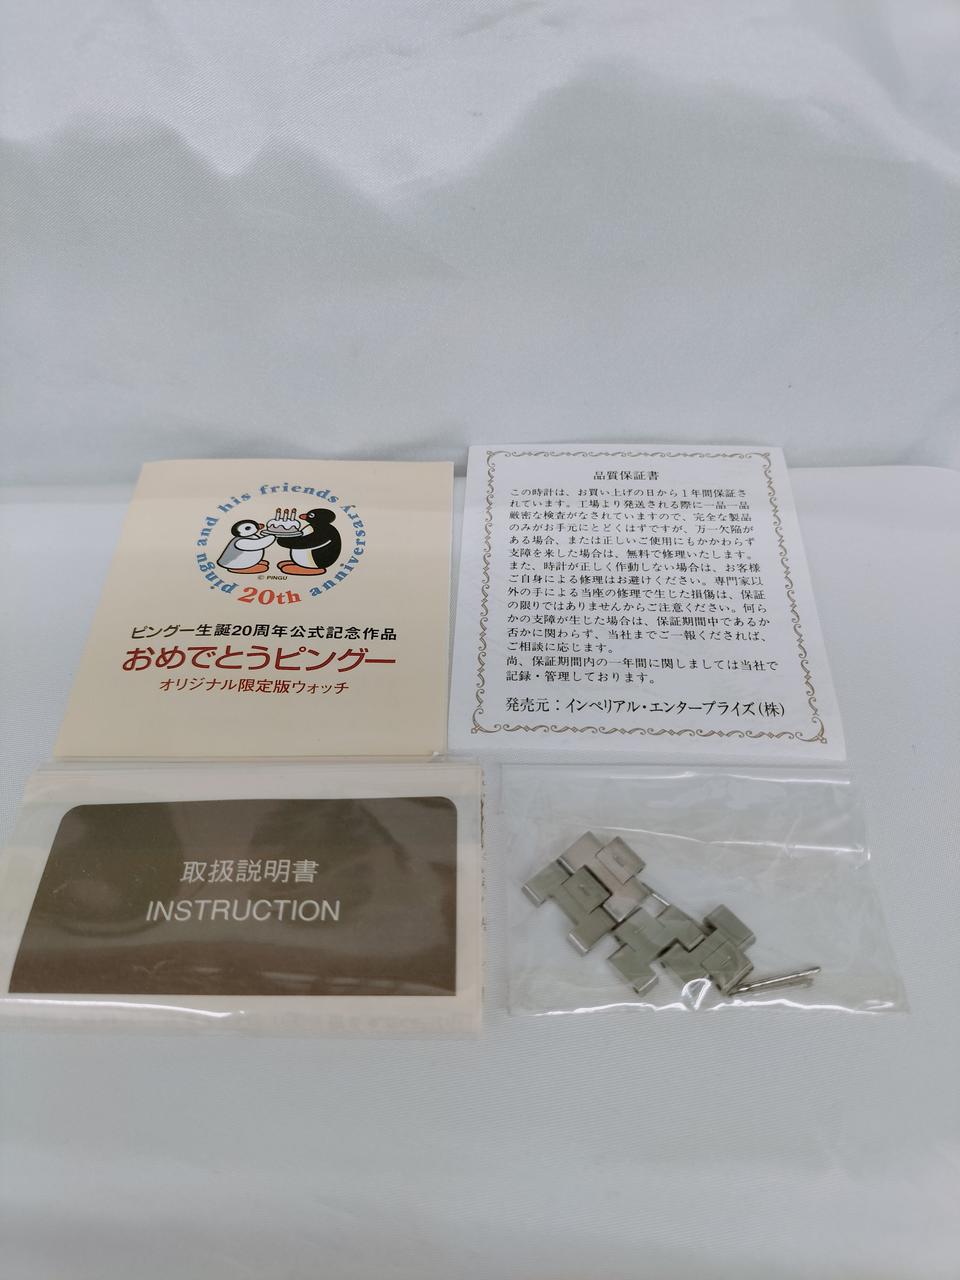 pingu and his friends
20th anniversary
© PINGU
ピングー生誕20周年公式記念作品
おめでとうピングー
オリジナル限定版ウォッチ
品質保証書
この時計は、お買い上げの日から1年間保証さ
れています。工場より発送される際に一品一品
厳密な検査がなされていますので、完全な製品
のみがお手元にとどくはずですが、万一欠陥が
ある場合、または正しいご使用にもかかわらず
支障を来した場合は、無料で修理いたします。
また、時計が正しく作動しない場合は、お客様
ご自身による修理はお避けください。専門家以
外の手による当座の修理で生じた損傷は、保証
の限りではありませんからご注意ください。何ら
かの支障が生じた場合は、保証期間中であるか
否かに関わらず、当社までご一報くだされば、
ご相談に応じます。
尚、保証期間内の一年間に関しましては当社で
記録・管理しております。
発売元：インペリアル・エンタープライズ(株)
取扱説明書
INSTRUCTION